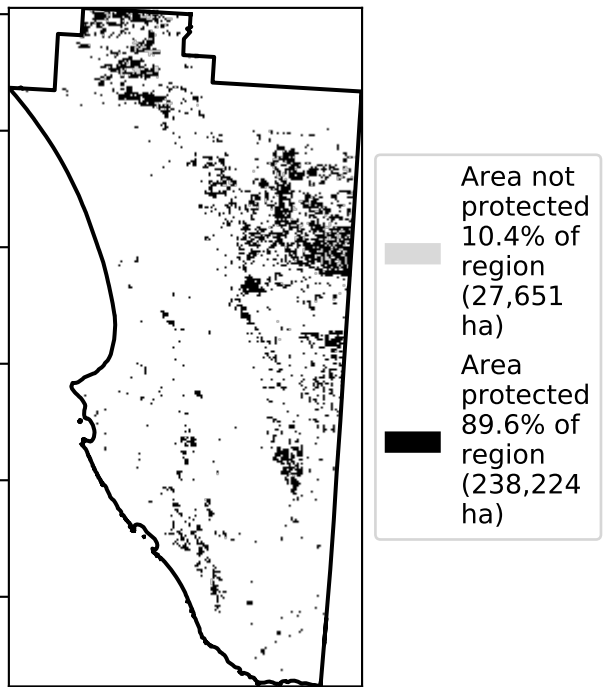 Area not
protected
10.4% of
region
(27,651
ha)
Area
protected
89.6% of
region
(238,224
ha)